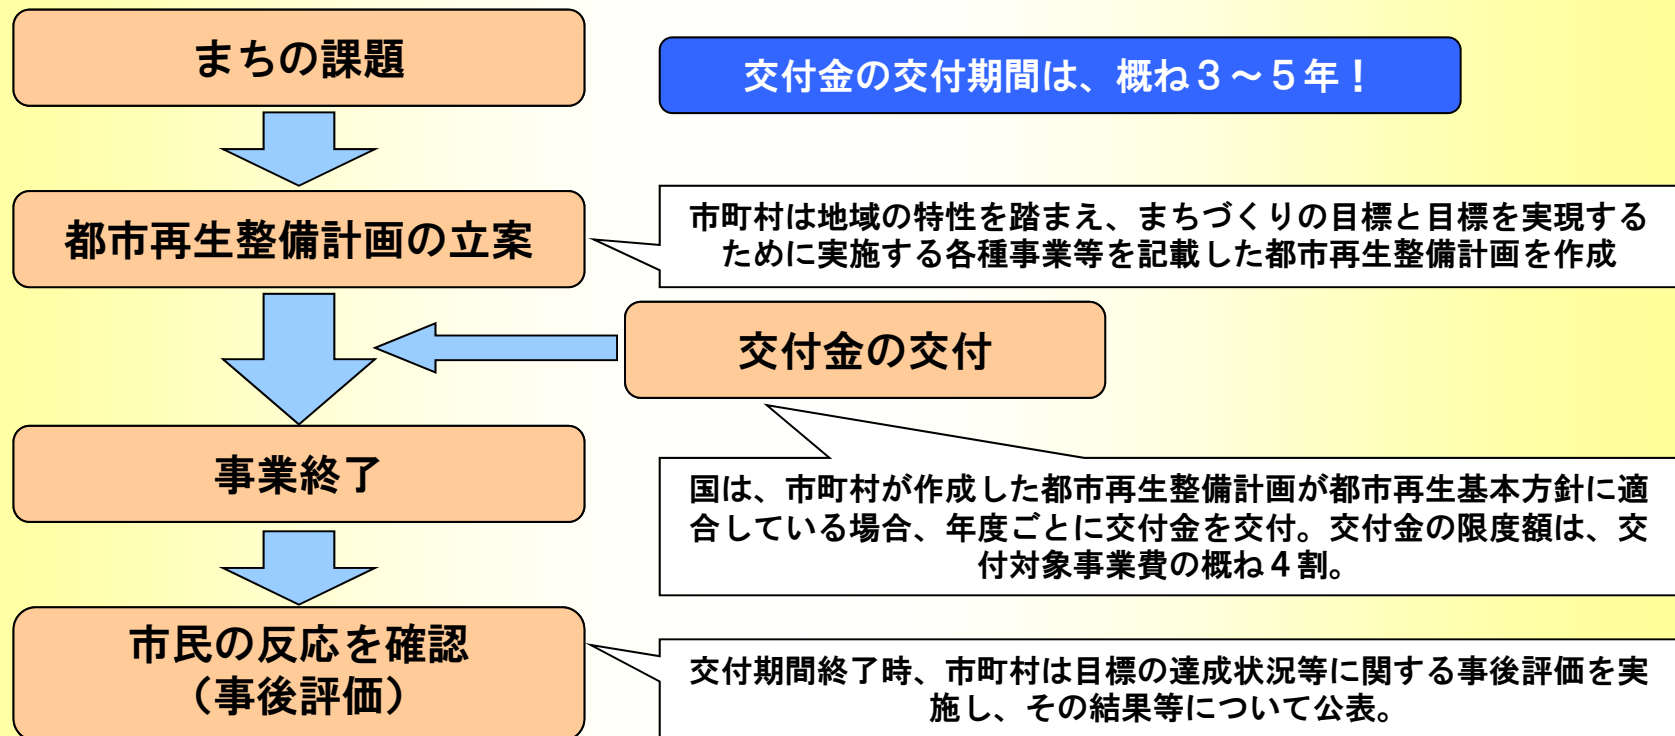 まちの課題
交付金の交付期間は、概ね３～５年！
都市再生整備計画の立案
市町村は地域の特性を踏まえ、まちづくりの目標と目標を実現する
ために実施する各種事業等を記載した都市再生整備計画を作成
交付金の交付
事業終了
国は、市町村が作成した都市再生整備計画が都市再生基本方針に適
合している場合、年度ごとに交付金を交付。交付金の限度額は、交
付対象事業費の概ね４割。
市民の反応を確認
（事後評価）
交付期間終了時、市町村は目標の達成状況等に関する事後評価を実
施し、その結果等について公表。